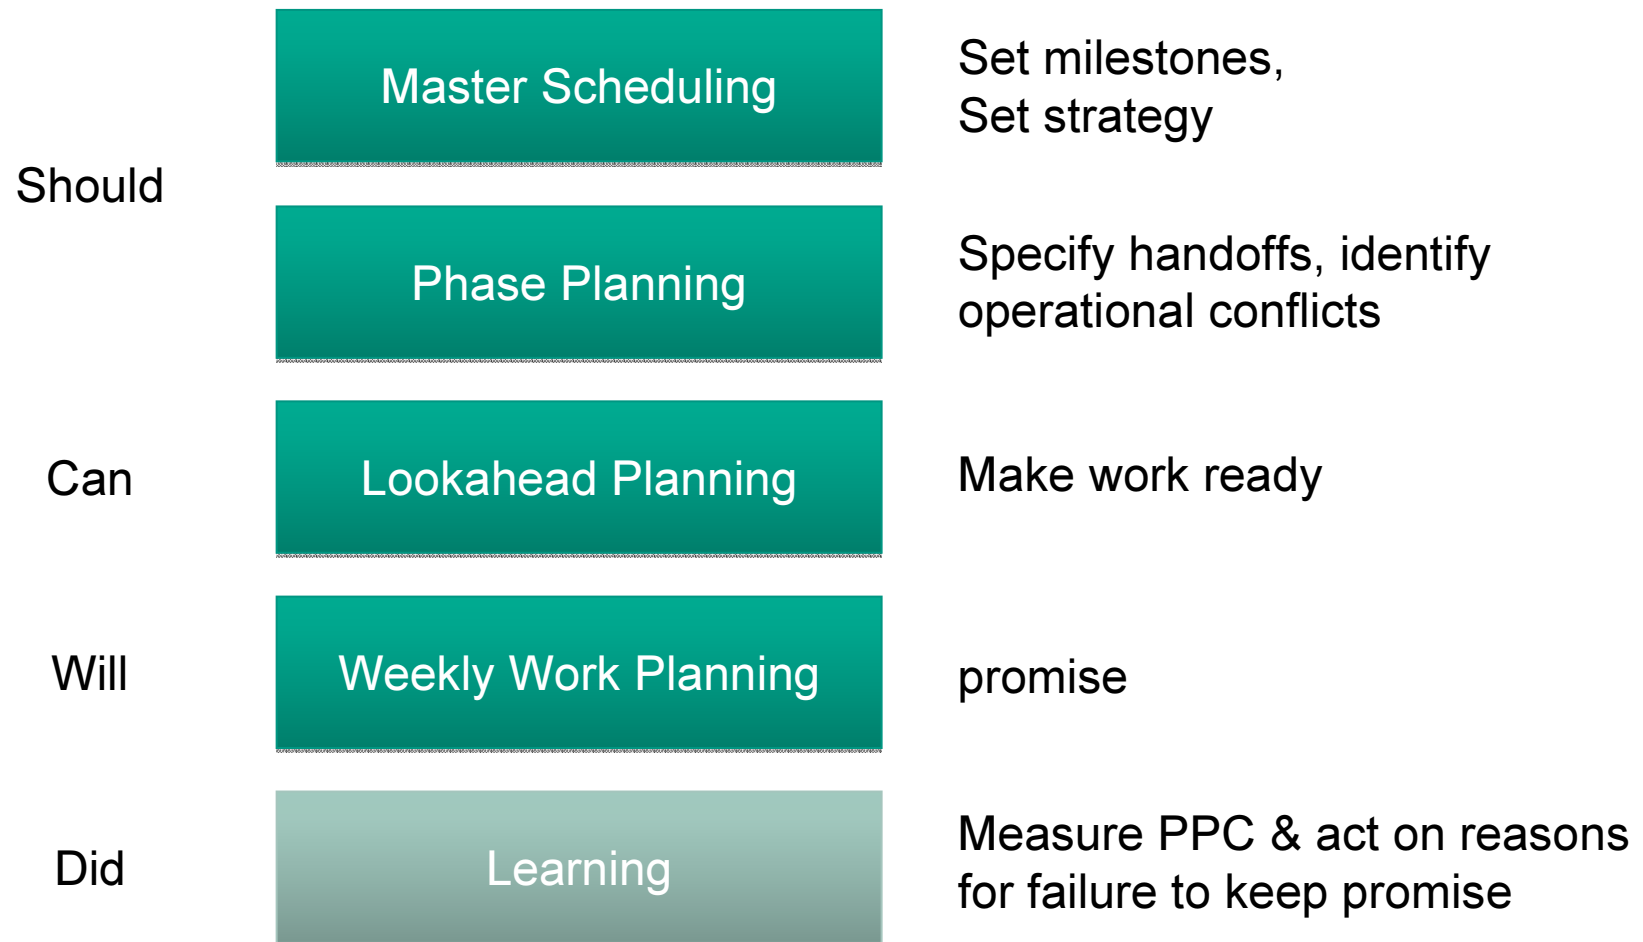 Should
Master Scheduling
Set milestones,
Set strategy
Phase Planning
Specify handoffs, identify
operational conflicts
Can
Lookahead Planning
Make work ready
Will
Weekly Work Planning
promise
Did
Learning
Measure PPC & act on reasons
for failure to keep promise